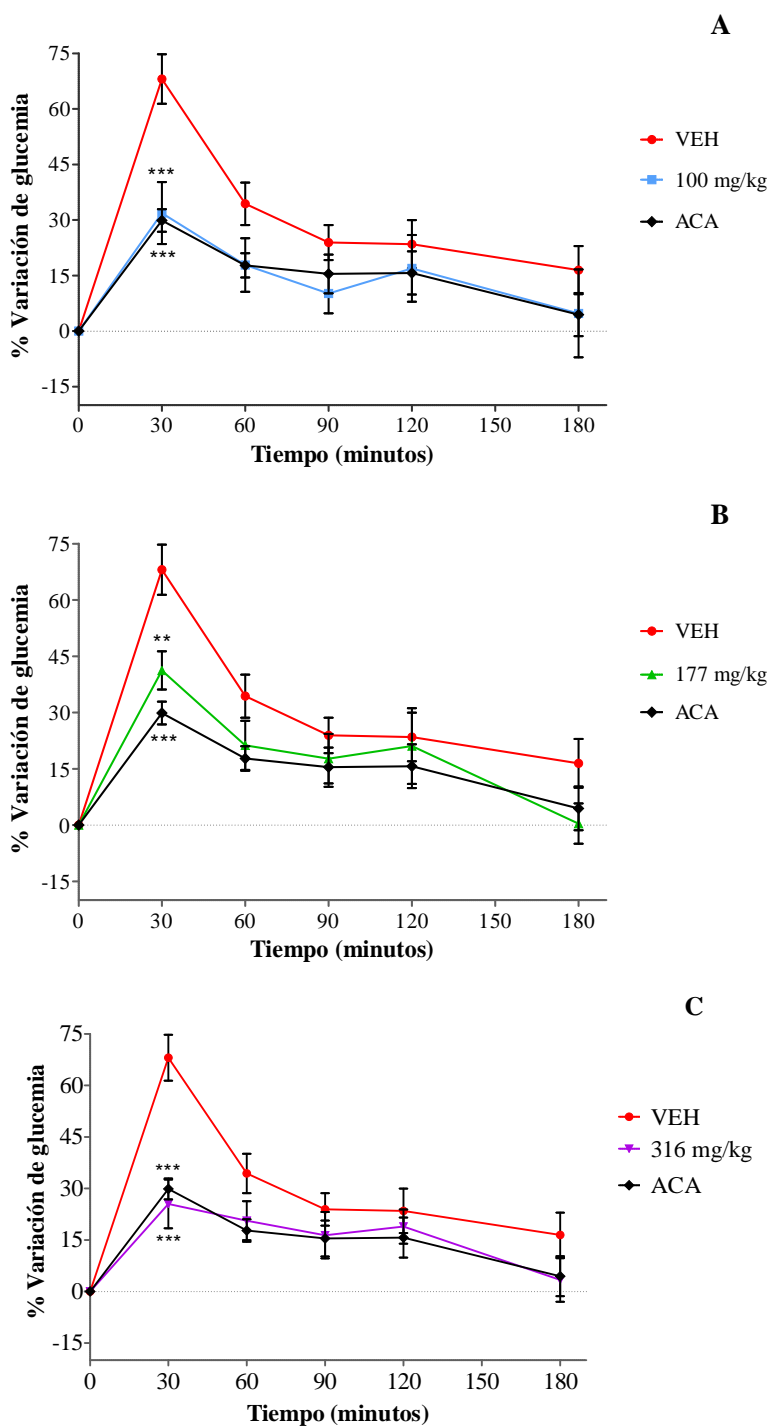 A
% Variación de glucemia
75
60
45
30
15
0
-15
***
***
0 30 60 90 120 150 180
Tiempo (minutos)
VEH
100 mg/kg
ACA
B
% Variación de glucemia
75
60
45
30
15
0
-15
**
***
0 30 60 90 120 150 180
Tiempo (minutos)
VEH
177 mg/kg
ACA
C
% Variación de glucemia
75
60
45
30
15
0
-15
***
***
0 30 60 90 120 150 180
Tiempo (minutos)
VEH
316 mg/kg
ACA